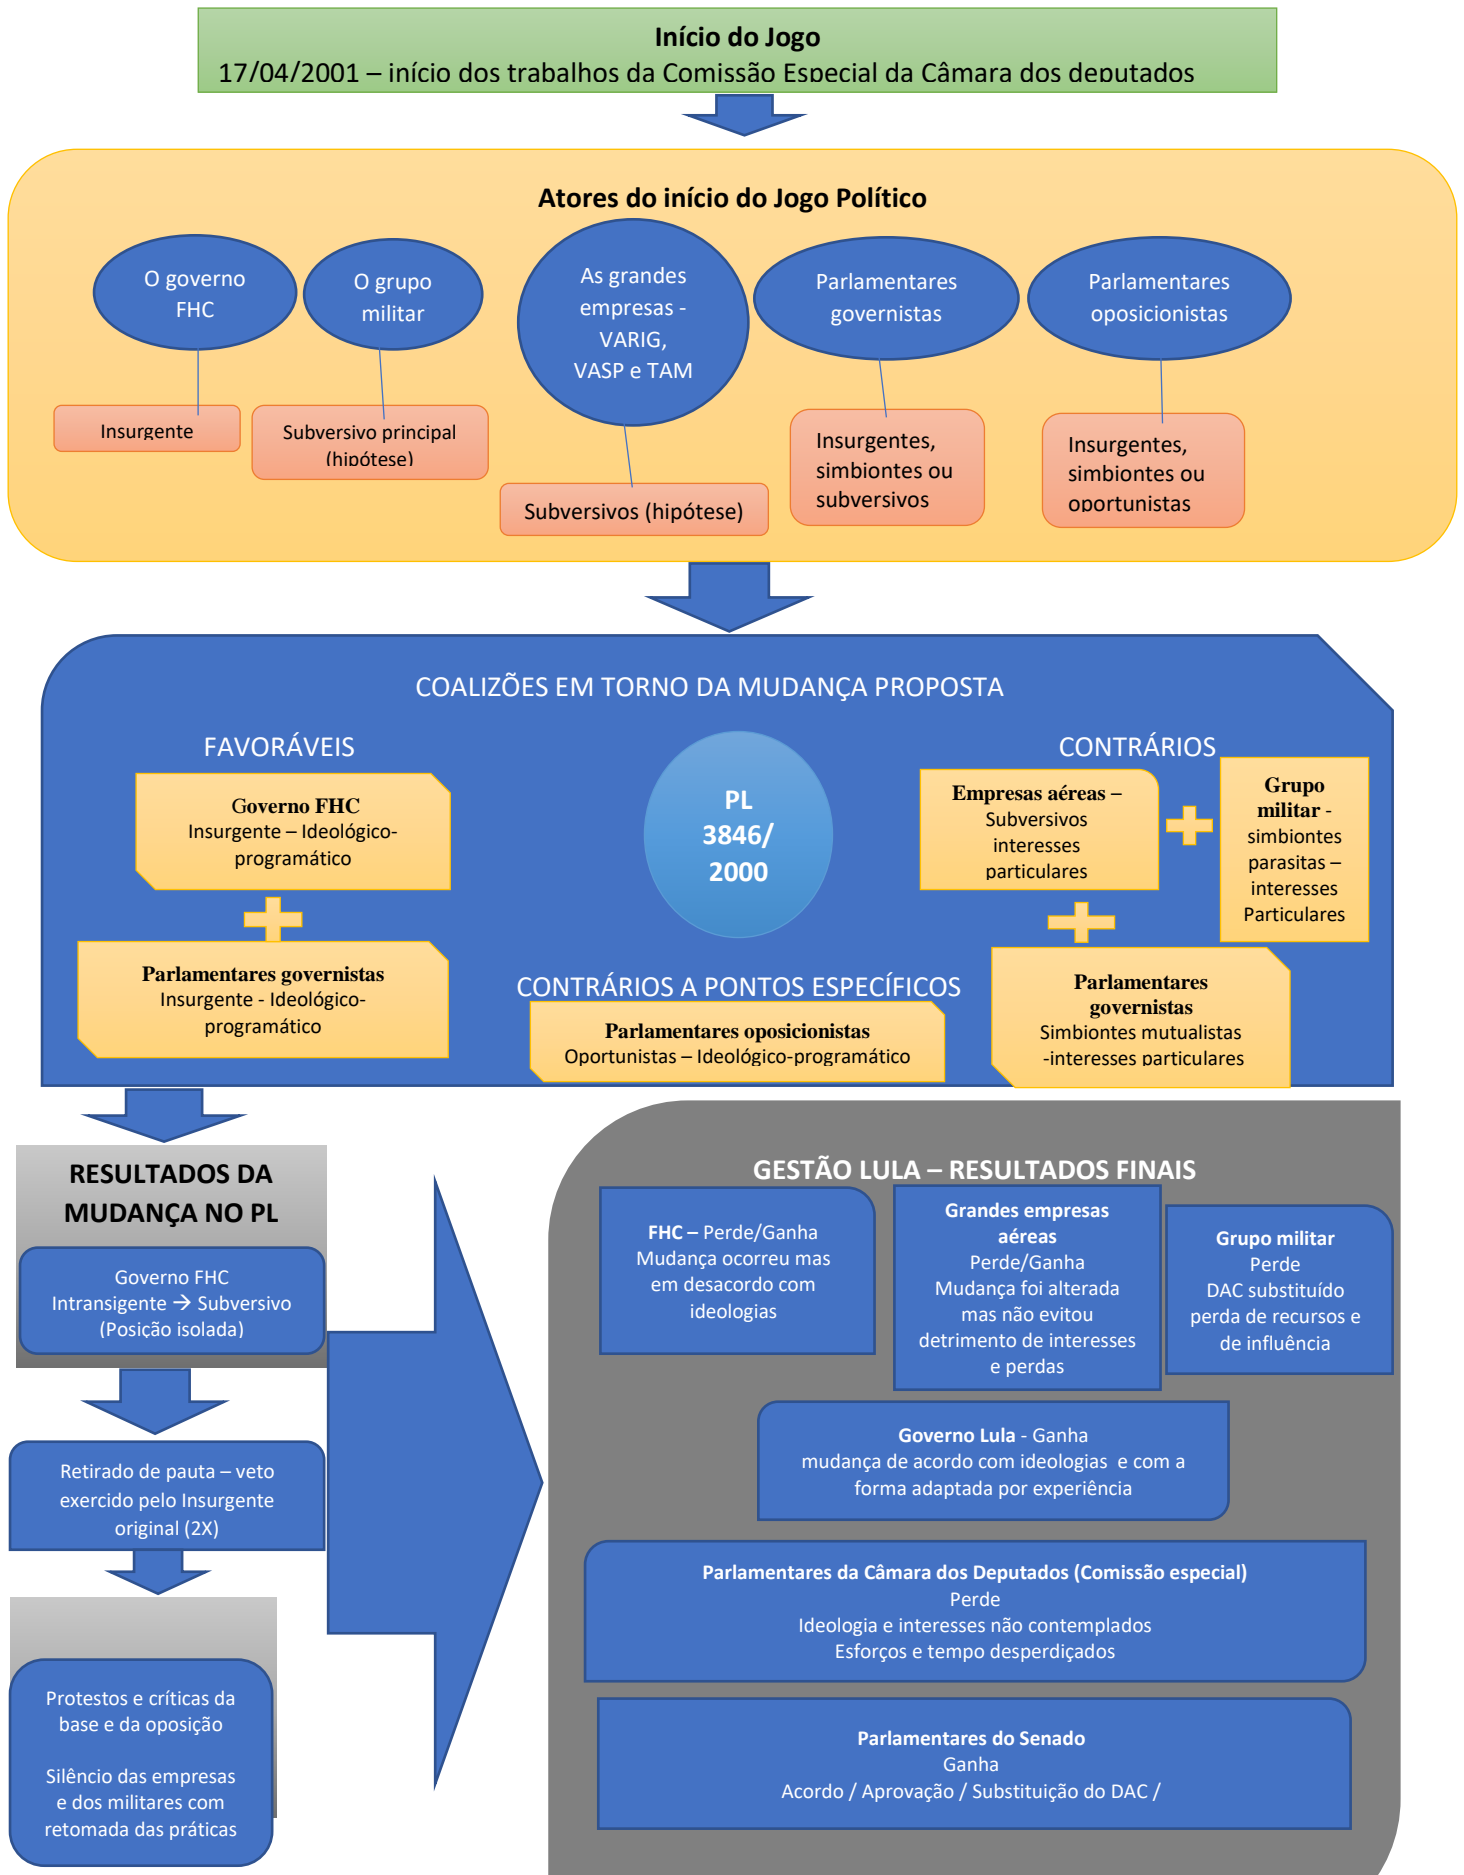 Início do Jogo
17/04/2001 – início dos trabalhos da Comissão Especial da Câmara dos deputados
Atores do início do Jogo Político
O governo
FHC
O grupo
militar
As grandes
empresas -
VARIG,
VASP e TAM
Parlamentares
governistas
Parlamentares
oposicionistas
Insurgente
Subversivo principal
(hipótese)
Subversivos (hipótese)
Insurgentes,
simbiontes ou
subversivos
Insurgentes,
simbiontes ou
oportunistas
COALIZÕES EM TORNO DA MUDANÇA PROPOSTA
FAVORÁVEIS
Governo FHC
Insurgente – Ideológico-
programático
Parlamentares governistas
Insurgente - Ideológico-
programático
PL
3846/
2000
CONTRÁRIOS A PONTOS ESPECÍFICOS
Parlamentares oposicionistas
Oportunistas – Ideológico-programático
CONTRÁRIOS
Empresas aéreas –
Subversivos
interesses
particulares
Grupo
militar -
simbiontes
parasitas –
interesses
Particulares
Parlamentares
governistas
Simbiontes mutualistas
-interesses particulares
RESULTADOS DA
MUDANÇA NO PL
Governo FHC
Intransigente → Subversivo
(Posição isolada)
Retirado de pauta – veto
exercido pelo Insurgente
original (2X)
Protestos e críticas da
base e da oposição
Silêncio das empresas
e dos militares com
retomada das práticas
GESTÃO LULA – RESULTADOS FINAIS
FHC – Perde/Ganha
Mudança ocorreu mas
em desacordo com
ideologias
Grandes empresas
aéreas
Perde/Ganha
Mudança foi alterada
mas não evitou
detrimento de interesses
e perdas
Grupo militar
Perde
DAC substituído
perda de recursos e
de influência
Governo Lula - Ganha
mudança de acordo com ideologias e com a
forma adaptada por experiência
Parlamentares da Câmara dos Deputados (Comissão especial)
Perde
Ideologia e interesses não contemplados
Esforços e tempo desperdiçados
Parlamentares do Senado
Ganha
Acordo / Aprovação / Substituição do DAC /